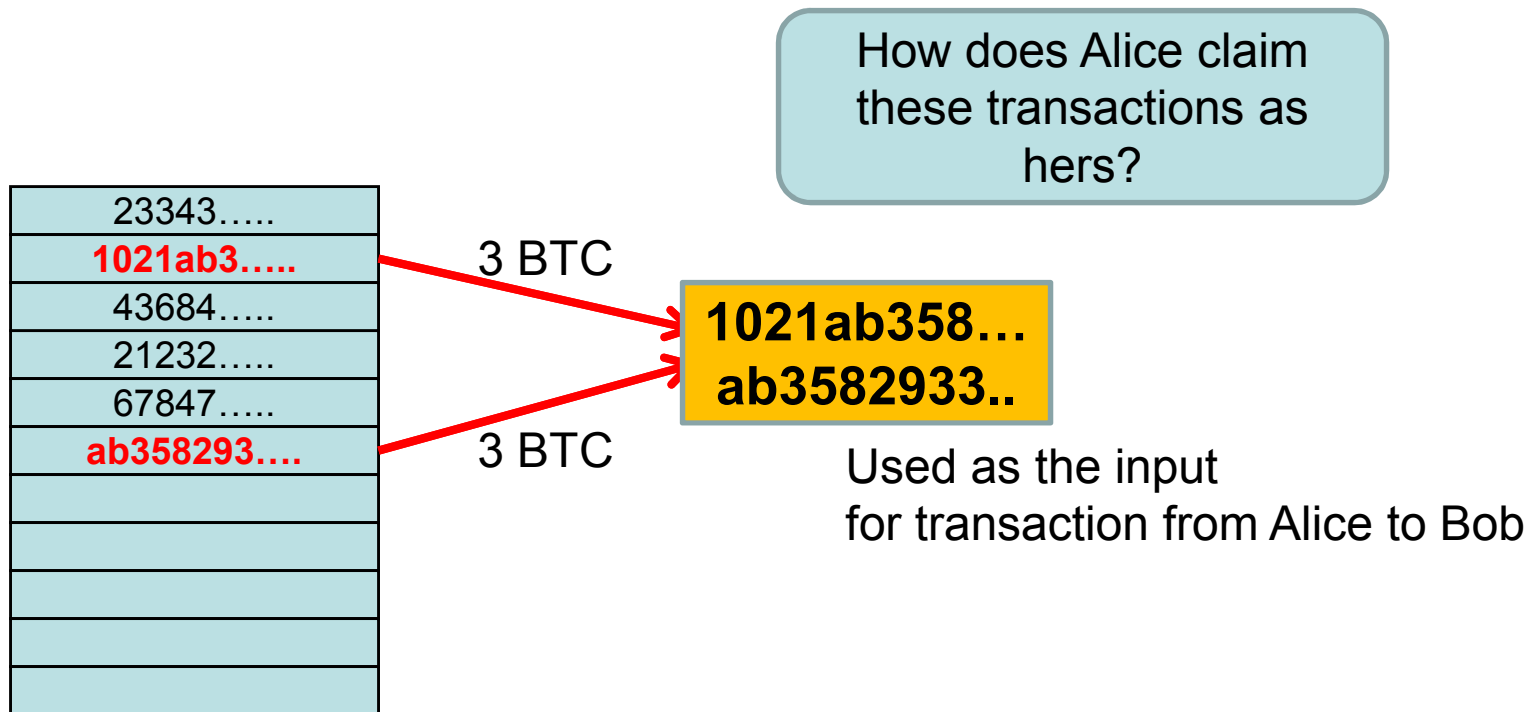 How does Alice claim
these transactions as
hers?
23343…..
1021ab3…..
43684…..
21232…..
67847…..
ab358293….
3 BTC
3 BTC
1021ab358…
ab3582933..
Used as the input
for transaction from Alice to Bob